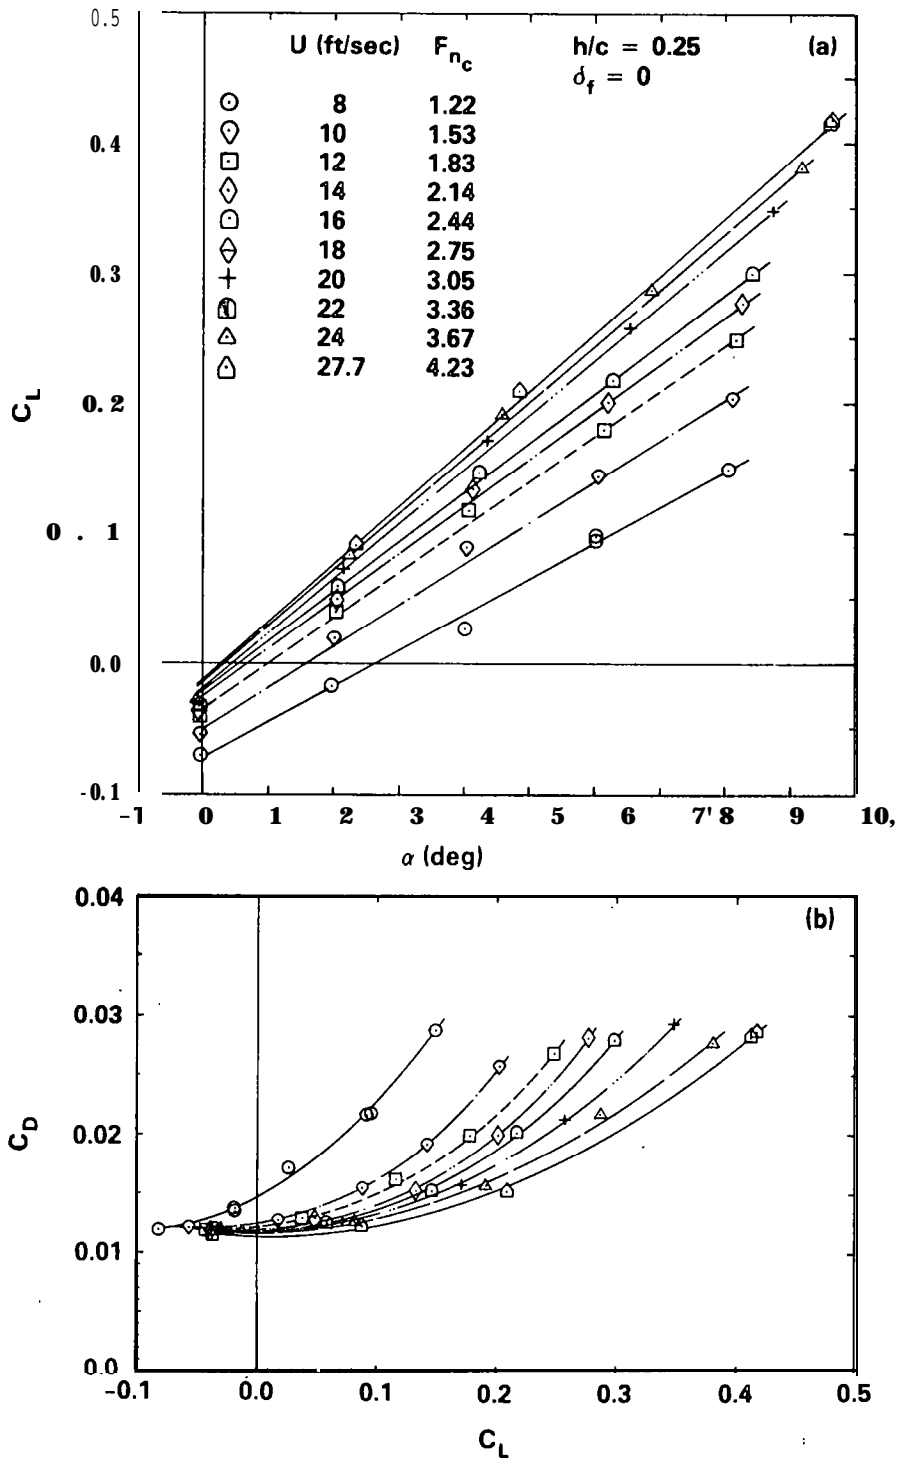 0.5
U (ft/sec) F_n_c h/c = 0.25 (a)
δ_f = 0
8 1.22
10 1.53
0.4
12 1.83
14 2.14
16 2.44
18 2.75
0.3
20 3.05
22 3.36
24 3.67
27.7 4.23
C_L
0.2
0 . 1
0.0
-0.1
-1 0 1 2 3 4 5 6 7' 8 9 10,
α (deg)
0.04
(b)
0.03
C_D
0.02
0.01
0.0
-0.1 0.0 0.1 0.2 0.3 0.4 0.5
C_L